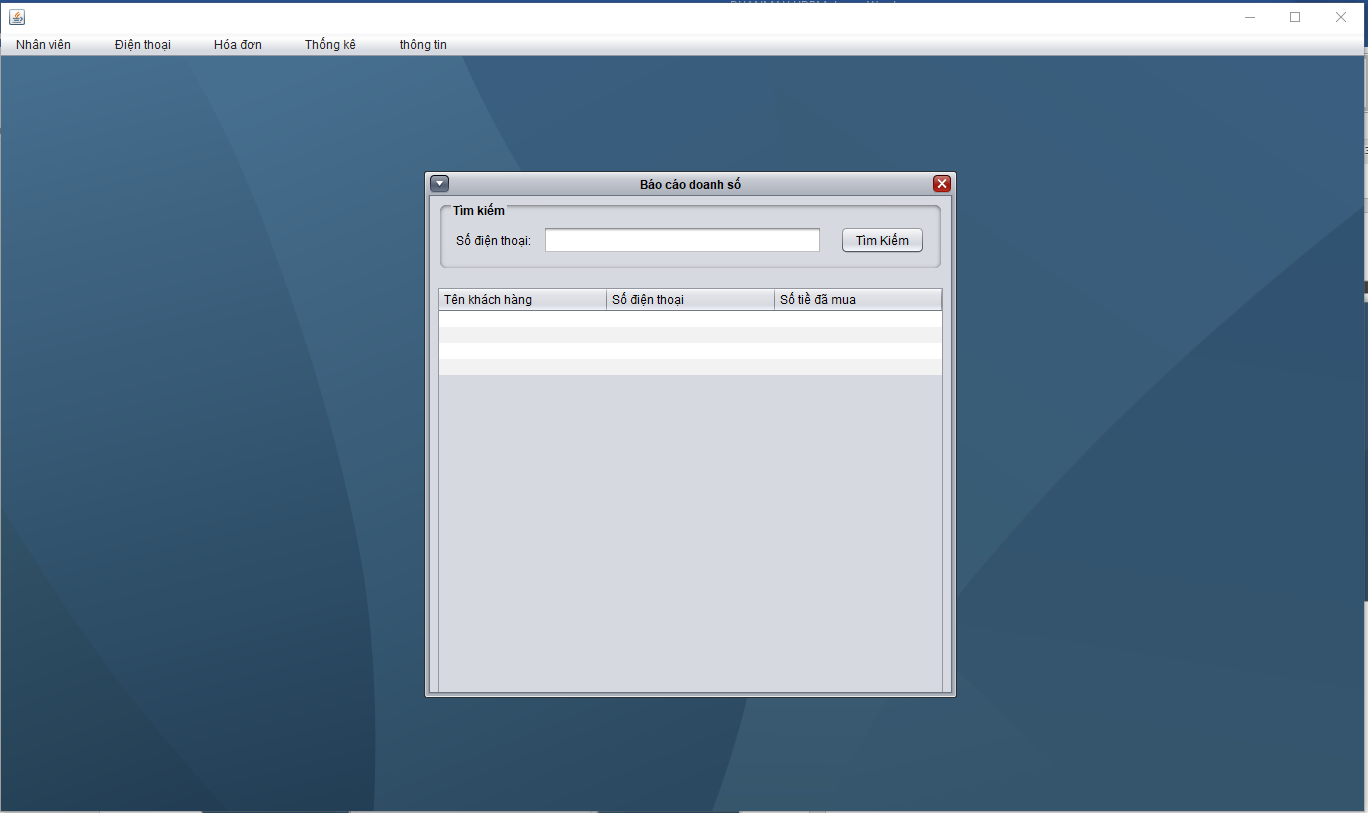 Nhân viên Điện thoại Hóa đơn Thống kê thông tin
Báo cáo doanh số
Tìm kiếm
Số điện thoại: Tìm Kiếm
Tên khách hàng Số điện thoại Số tiề đã mua